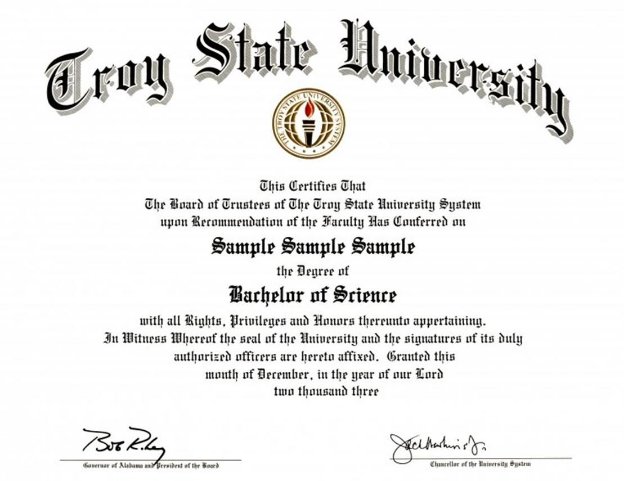 Troy State University
THE TROY STATE UNIVERSITY SYSTEM
This Certifies That
The Board of Trustees of The Troy State University System
upon Recommendation of the Faculty Has Conferred on
Sample Sample Sample
the Degree of
Bachelor of Science
with all Rights, Privileges and Honors thereunto appertaining.
In Witness Whereof the seal of the University and the signatures of its duly
authorized officers are hereto affixed. Granted this
month of December, in the year of our Lord
two thousand three
Bob Riley
Governor of Alabama and President of the Board
Jack Hawkins Jr.
Chancellor of the University System